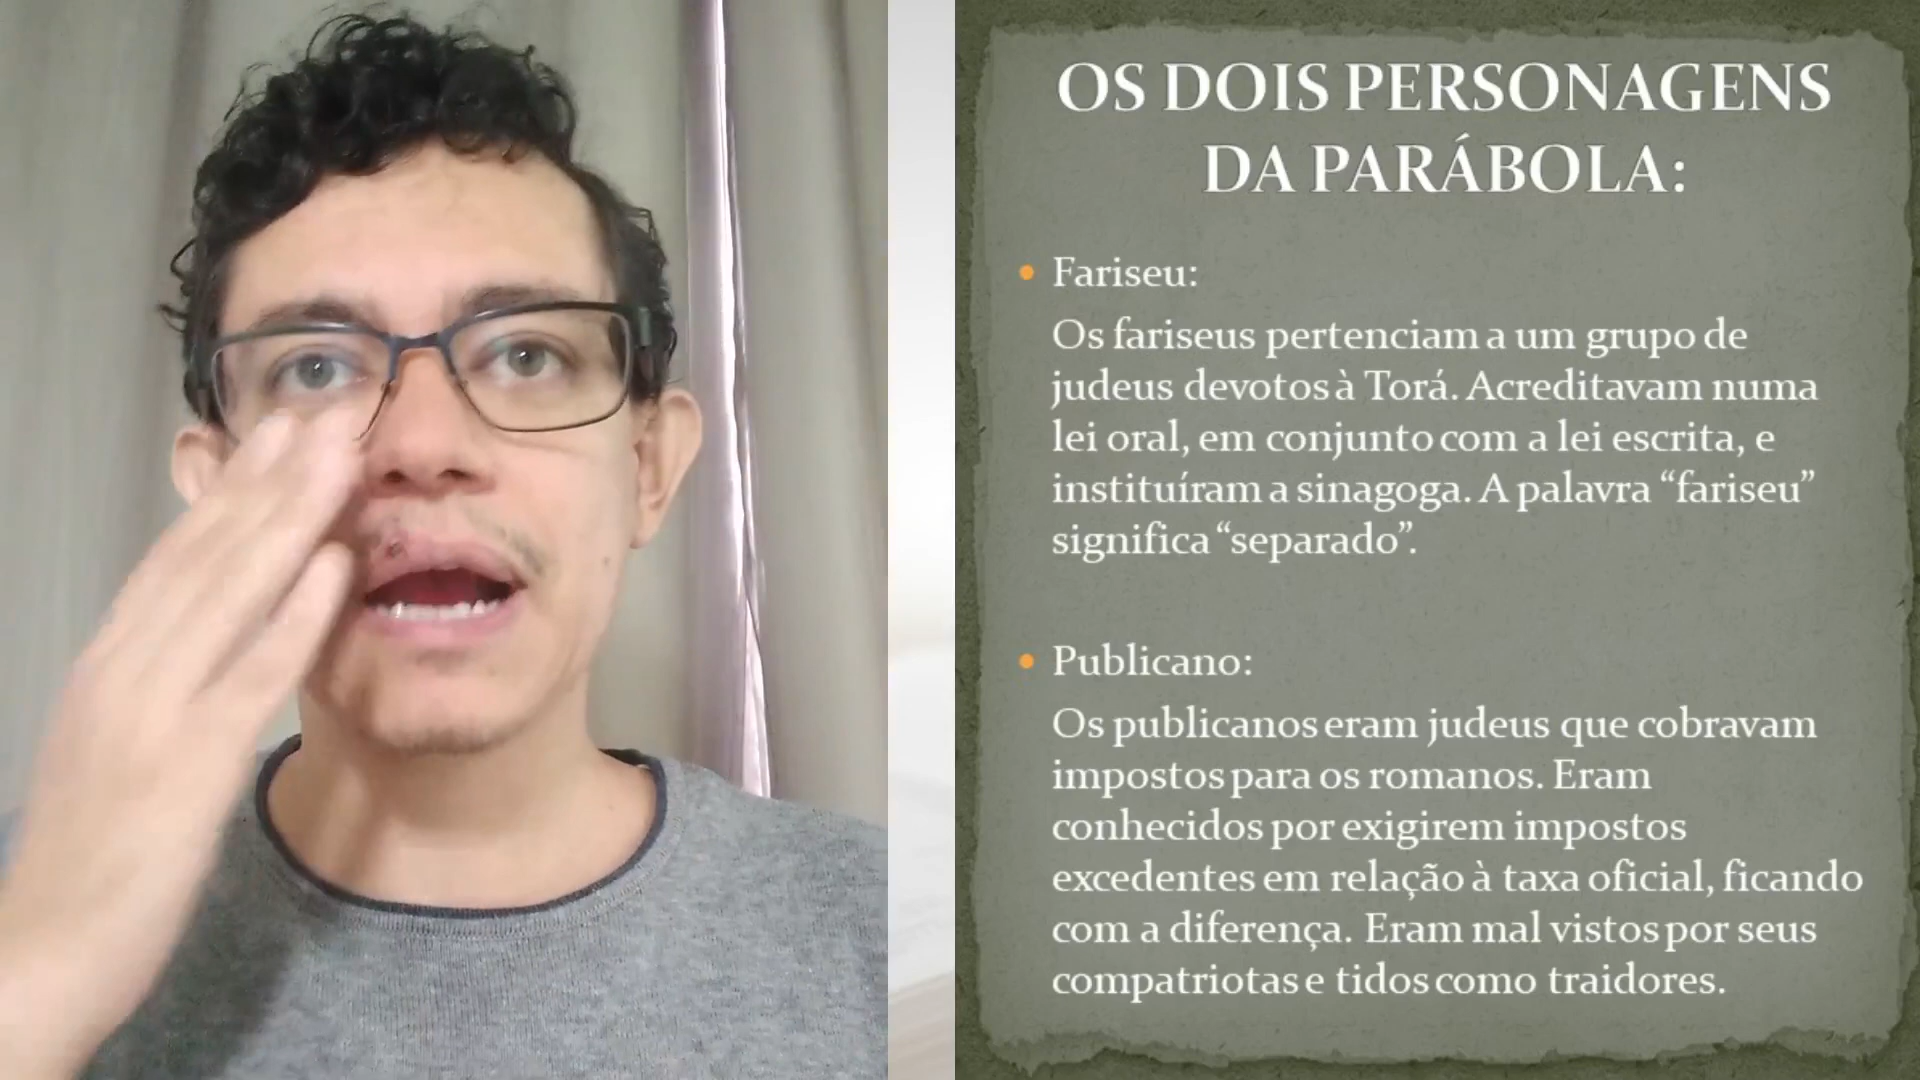 OS DOIS PERSONAGENS
DA PARÁBOLA:
• Fariseu:
Os fariseus pertenciam a um grupo de
judeus devotos à Torá. Acreditavam numa
lei oral, em conjunto com a lei escrita, e
instituíram a sinagoga. A palavra “fariseu”
significa “separado”.
• Publicano:
Os publicanos eram judeus que cobravam
impostos para os romanos. Eram
conhecidos por exigirem impostos
excedentes em relação à taxa oficial, ficando
com a diferença. Eram mal vistos por seus
compatriotas e tidos como traidores.